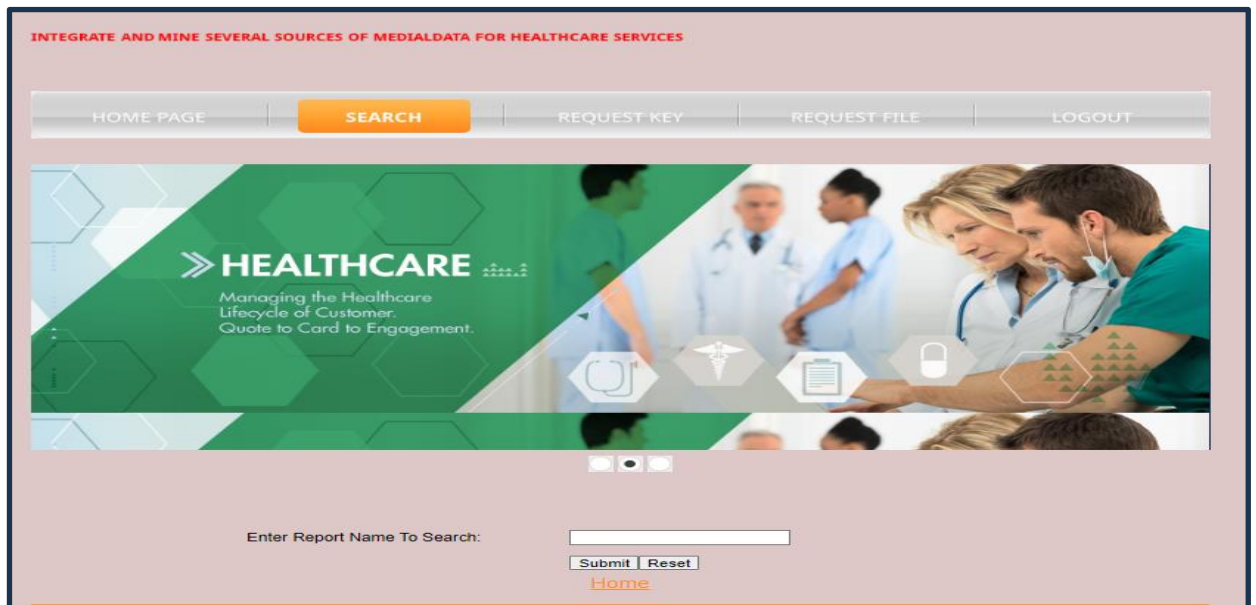 INTEGRATE AND MINE SEVERAL SOURCES OF MEDIALDATA FOR HEALTHCARE SERVICES
HOME PAGE SEARCH REQUEST KEY REQUEST FILE LOGOUT
HEALTHCARE
Managing the Healthcare
Lifecycle of Customer.
Quote to Card to Engagement.
Enter Report Name To Search:
Submit Reset
Home